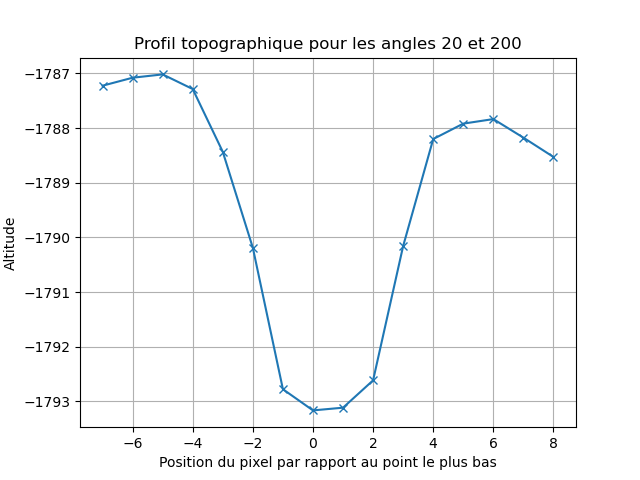 Profil topographique pour les angles 20 et 200
Altitude
−1787
−1788
−1789
−1790
−1791
−1792
−1793
−6 −4 −2 0 2 4 6 8
Position du pixel par rapport au point le plus bas